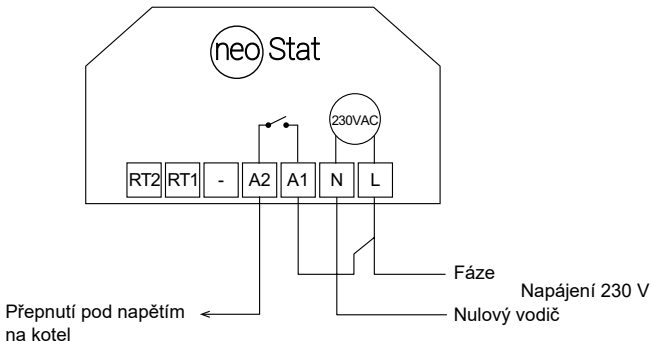 neoStat
230VAC
RT2 RT1 - A2 A1 N L
Fáze
Napájení 230 V
Nulový vodič
Přepnutí pod napětím
na kotel